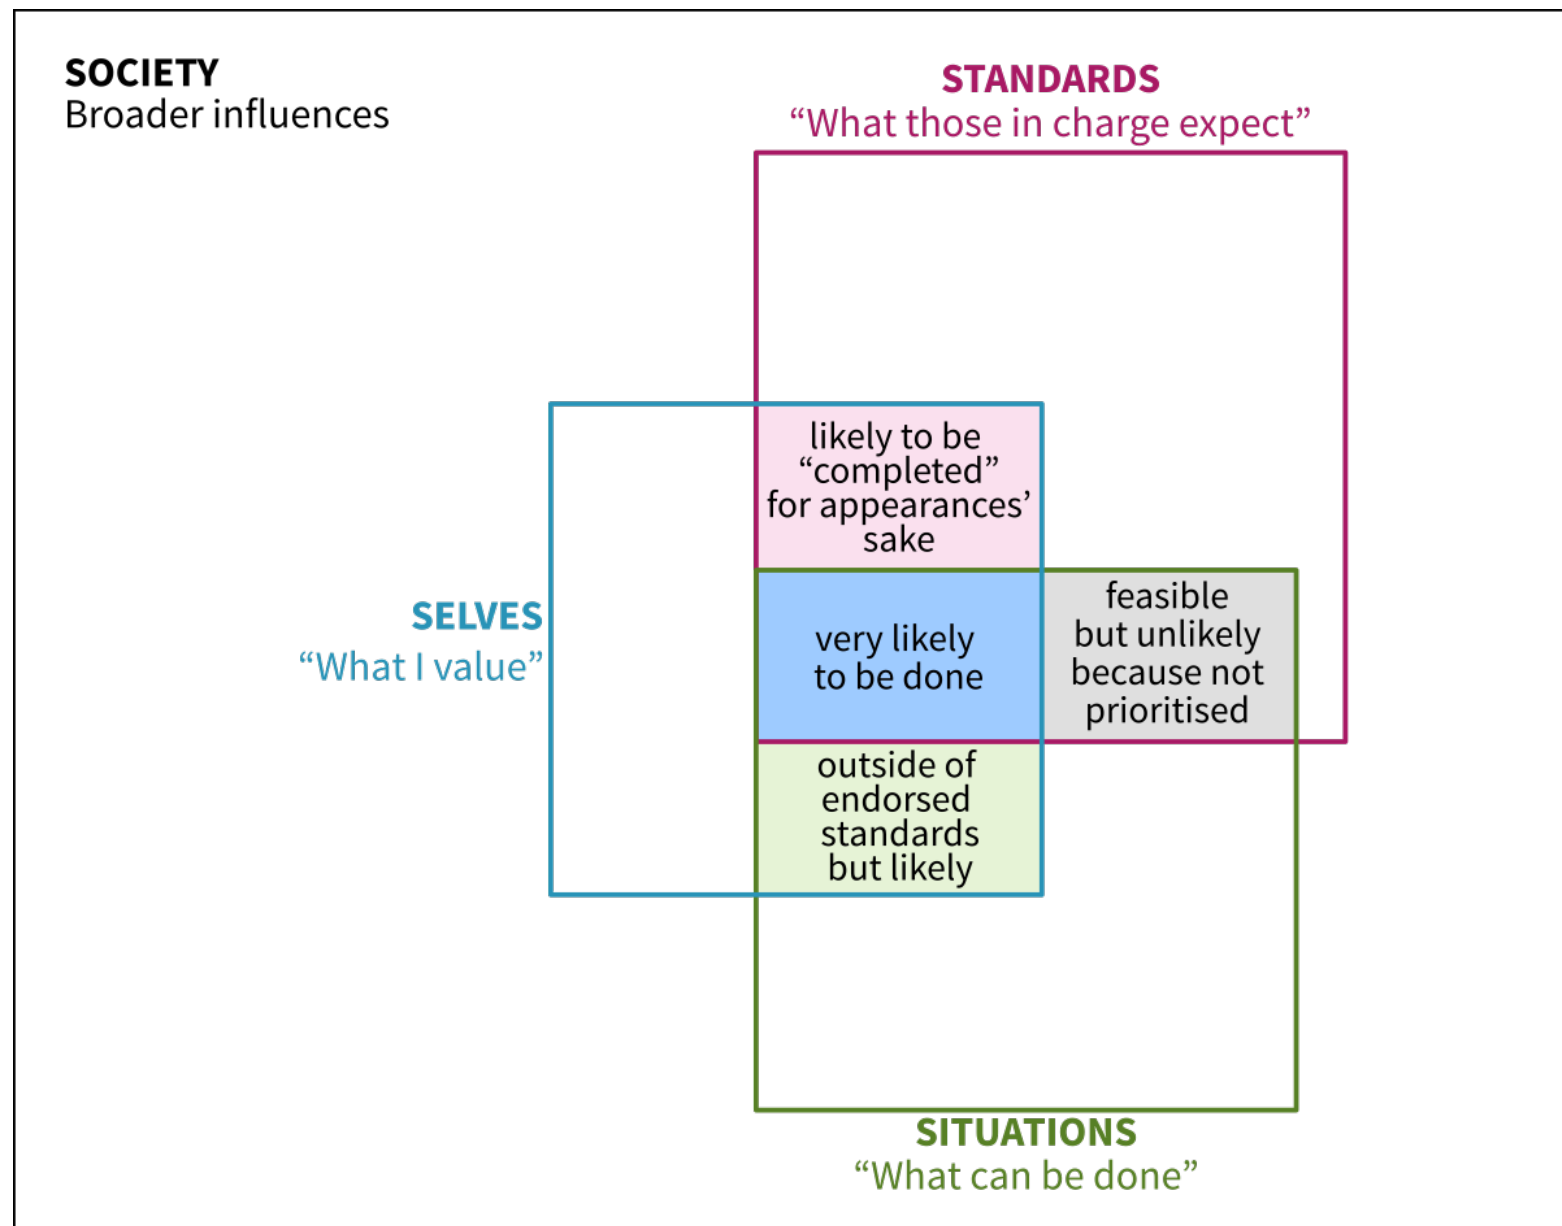 SOCIETY
Broader influences
STANDARDS
“What those in charge expect”
likely to be
“completed”
for appearances’
sake
SELVES
“What I value”
very likely
to be done
feasible
but unlikely
because not
prioritised
outside of
endorsed
standards
but likely
SITUATIONS
“What can be done”